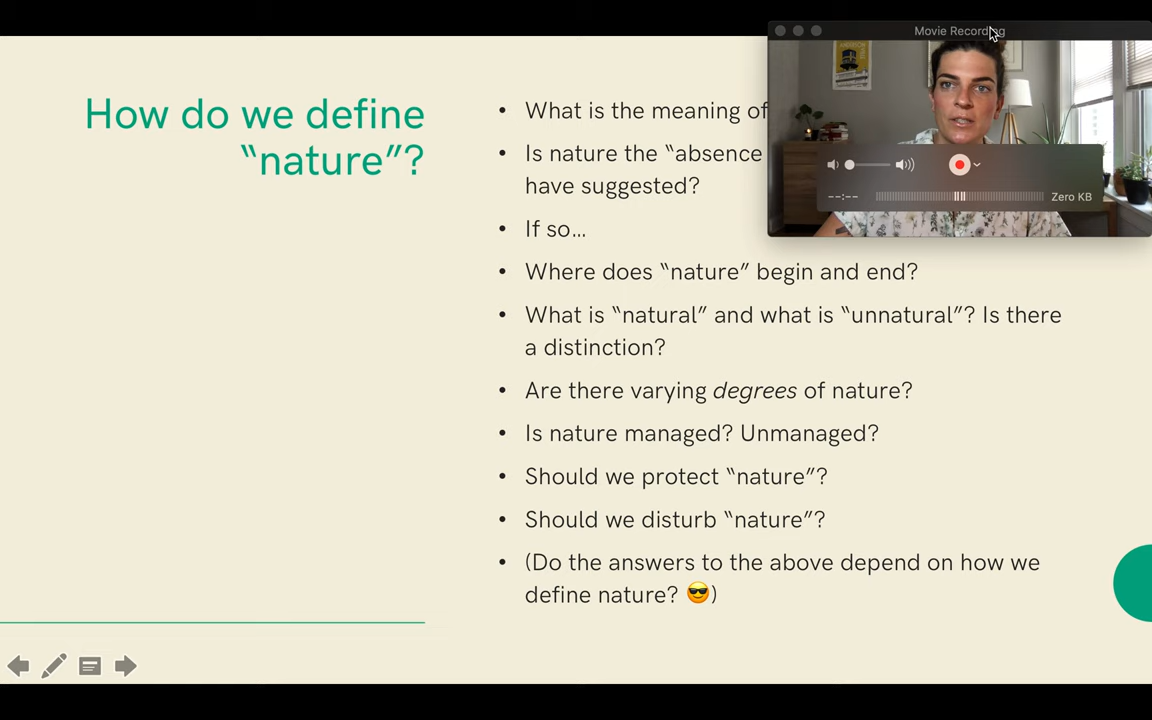 Movie Recording
How do we define
“nature”?
• What is the meaning of
• Is nature the “absence
have suggested?
• If so…
• Where does “nature” begin and end?
• What is “natural” and what is “unnatural”? Is there
a distinction?
• Are there varying degrees of nature?
• Is nature managed? Unmanaged?
• Should we protect “nature”?
• Should we disturb “nature”?
• (Do the answers to the above depend on how we
define nature? 😎)
--:--
Zero KB